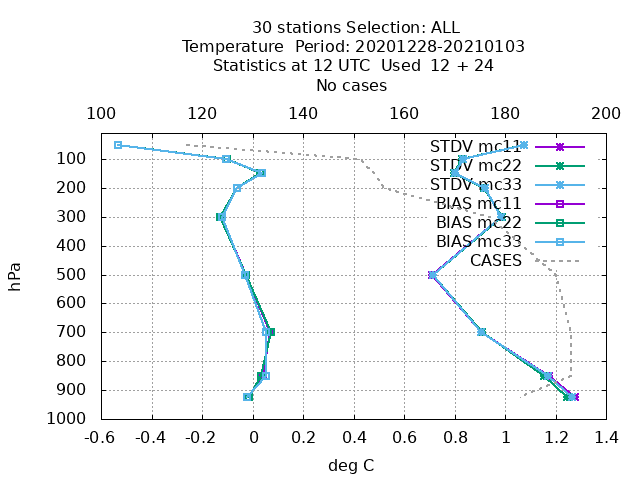 30 stations Selection: ALL
Temperature  Period: 20201228-20210103
Statistics at 12 UTC  Used  12 + 24
No cases
100 120 140 160 180 200
STDV mc11
STDV mc22
STDV mc33
BIAS mc11
BIAS mc22
BIAS mc33
CASES
hPa
100
200
300
400
500
600
700
800
900
1000
-0.6 -0.4 -0.2 0 0.2 0.4 0.6 0.8 1 1.2 1.4
deg C